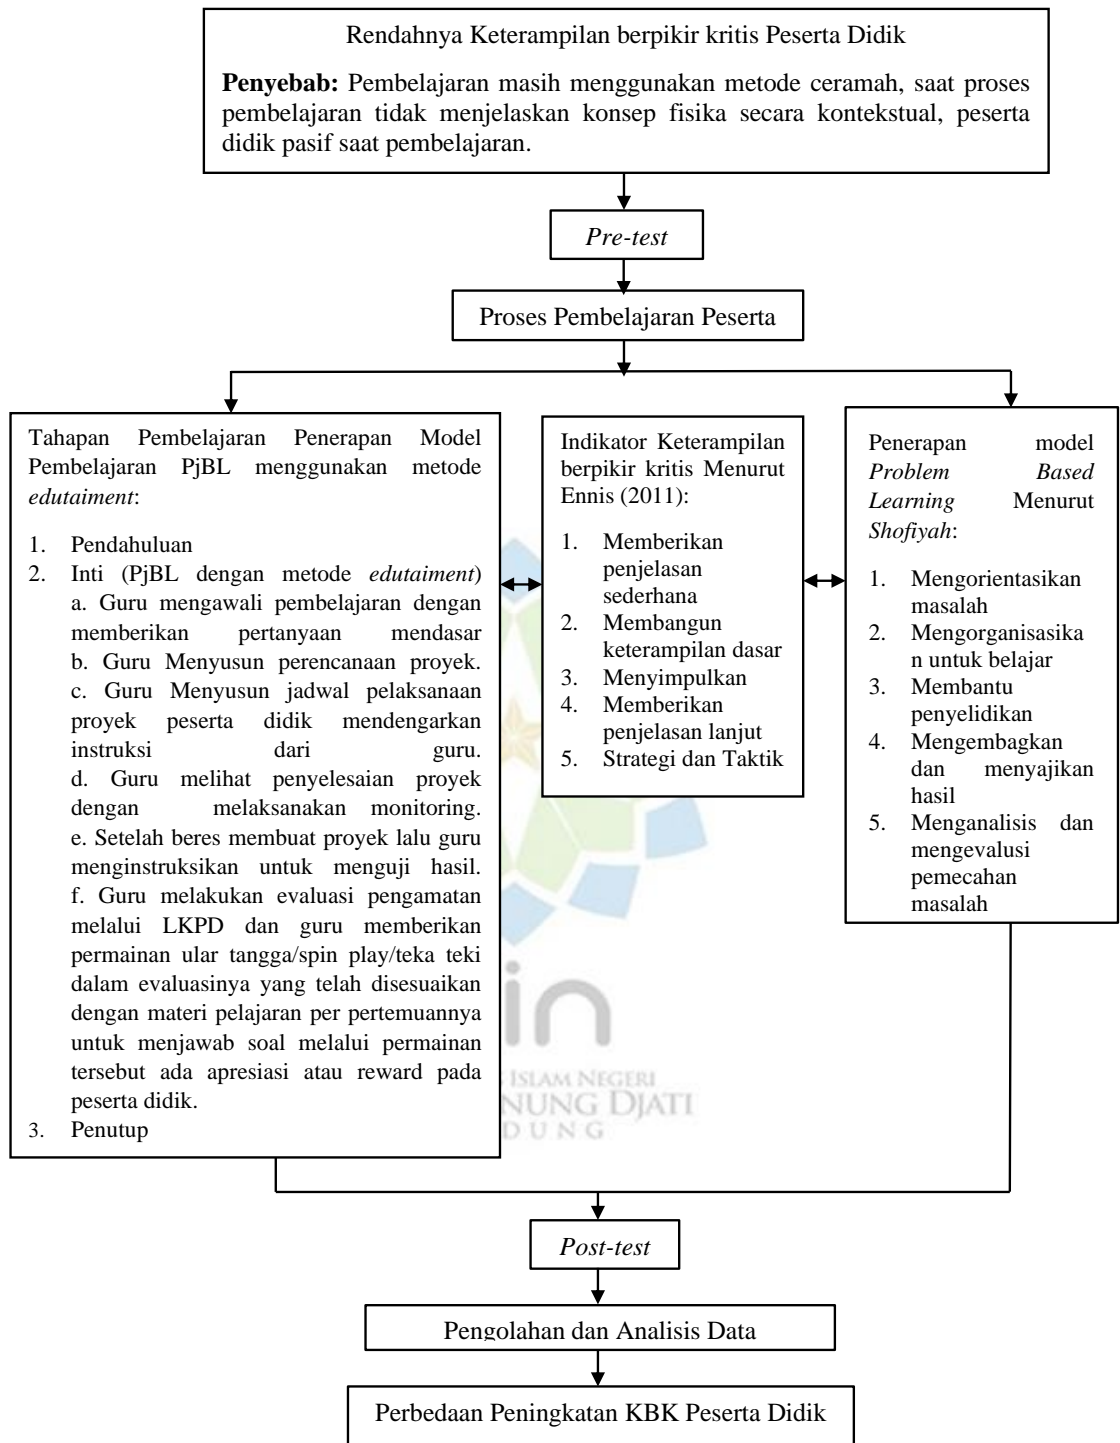 Rendahnya Keterampilan berpikir kritis Peserta Didik
Penyebab: Pembelajaran masih menggunakan metode ceramah, saat proses
pembelajaran tidak menjelaskan konsep fisika secara kontekstual, peserta
didik pasif saat pembelajaran.
Pre-test
Proses Pembelajaran Peserta
Tahapan Pembelajaran Penerapan Model
Pembelajaran PjBL menggunakan metode
edutaiment:
1. Pendahuluan
2. Inti (PjBL dengan metode edutaiment)
a. Guru mengawali pembelajaran dengan
memberikan pertanyaan mendasar
b. Guru Menyusun perencanaan proyek.
c. Guru Menyusun jadwal pelaksanaan
proyek peserta didik mendengarkan
instruksi dari guru.
d. Guru melihat penyelesaian proyek
dengan melaksanakan monitoring.
e. Setelah beres membuat proyek lalu guru
menginstruksikan untuk menguji hasil.
f. Guru melakukan evaluasi pengamatan
melalui LKPD dan guru memberikan
permainan ular tangga/spin play/teka teki
dalam evaluasinya yang telah disesuaikan
dengan materi pelajaran per pertemuannya
untuk menjawab soal melalui permainan
tersebut ada apresiasi atau reward pada
peserta didik.
3. Penutup
Indikator Keterampilan
berpikir kritis Menurut
Ennis (2011):
1. Memberikan
penjelasan
sederhana
2. Membangun
keterampilan dasar
3. Menyimpulkan
4. Memberikan
penjelasan lanjut
5. Strategi dan Taktik
Penerapan model
Problem Based
Learning Menurut
Shofiyah:
1. Mengorientasikan
masalah
2. Mengorganisasika
n untuk belajar
3. Membantu
penyelidikan
4. Mengembagkan
dan menyajikan
hasil
5. Menganalisis dan
mengevalusi
pemecahan
masalah
in
ISLAM NEGERI
NUNG DJATI
DUNG
Post-test
Pengolahan dan Analisis Data
Perbedaan Peningkatan KBK Peserta Didik